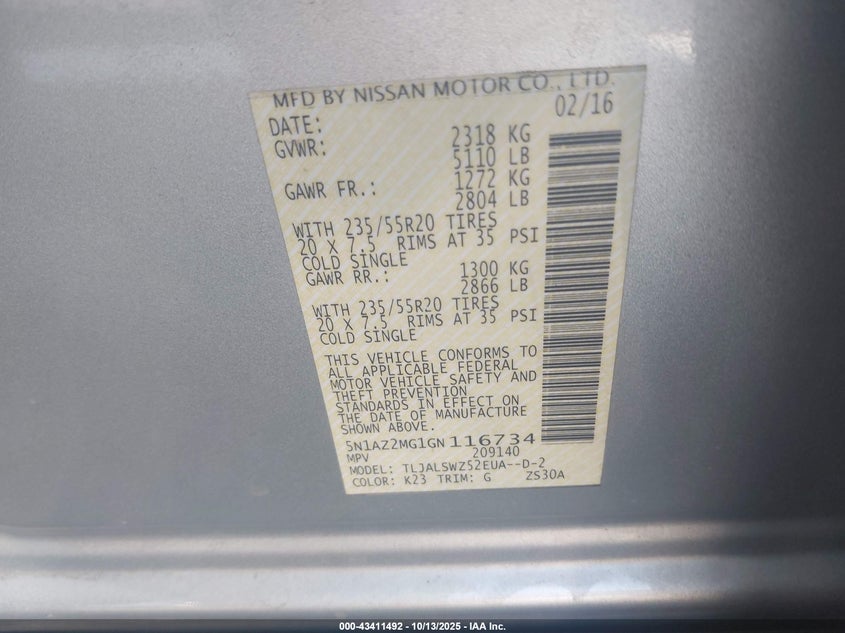 MFD BY NISSAN MOTOR CO., LTD.
DATE: 02/16
GVWR: 2318 KG
5110 LB
GAWR FR.: 1272 KG
2804 LB
WITH 235/55R20 TIRES
20 X 7.5 RIMS AT 35 PSI
COLD SINGLE
GAWR RR.: 1300 KG
2866 LB
WITH 235/55R20 TIRES
20 X 7.5 RIMS AT 35 PSI
COLD SINGLE
THIS VEHICLE CONFORMS TO
ALL APPLICABLE FEDERAL
MOTOR VEHICLE SAFETY AND
THEFT PREVENTION
STANDARDS IN EFFECT ON
THE DATE OF MANUFACTURE
SHOWN ABOVE.
5N1AZ2MG1GN116734
MPV 209140
MODEL: TLJALSWZ52EUA--D-2
COLOR: K23 TRIM: G ZS30A
000-43411492 - 10/13/2025 - IAA Inc.